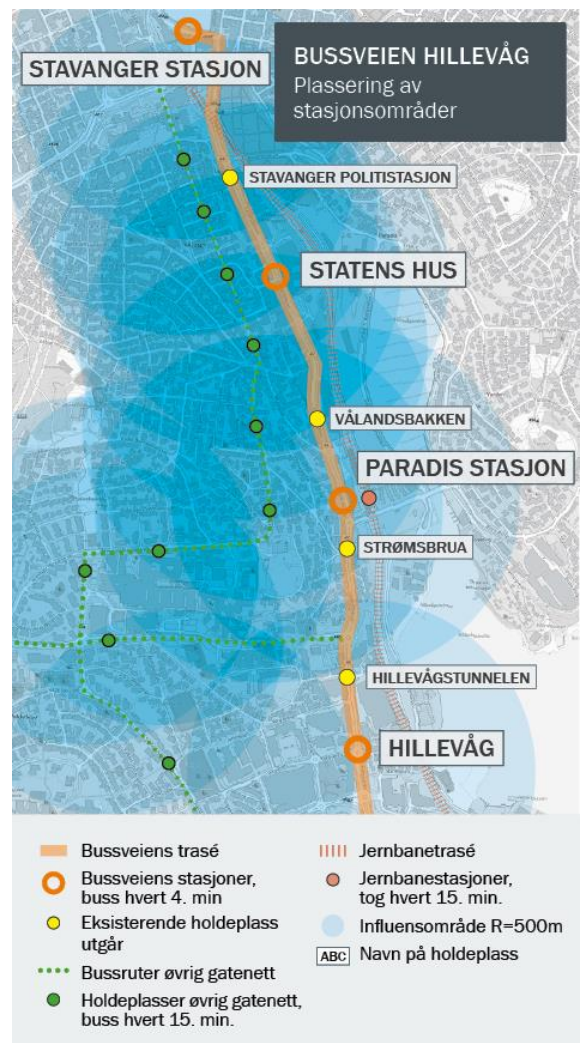 BUSSVEIEN HILLEVÅG
Plassering av
stasjonsområder
STAVANGER STASJON
STAVANGER POLITISTASJON
STATENS HUS
VÅLANDSBAKKEN
PARADIS STASJON
STRØMSBRUA
HILLEVÅGSTUNNELEN
HILLEVÅG
Bussveiens trasé
Bussveiens stasjoner,
buss hvert 4. min
Eksisterende holdeplass
utgår
Bussruter øvrig gatenett
Holdeplasser øvrig gatenett,
buss hvert 15. min.
Jernbanetrasé
Jernbanestasjoner,
tog hvert 15. min.
Influensområde R=500m
ABC Navn på holdeplass